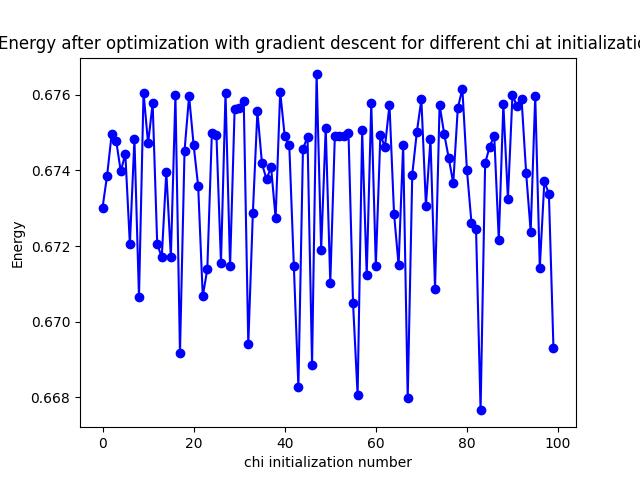 Energy after optimization with gradient descent for different chi at initializatio
0.676
0.674
0.672
0.670
0.668
Energy
0 20 40 60 80 100
chi initialization number